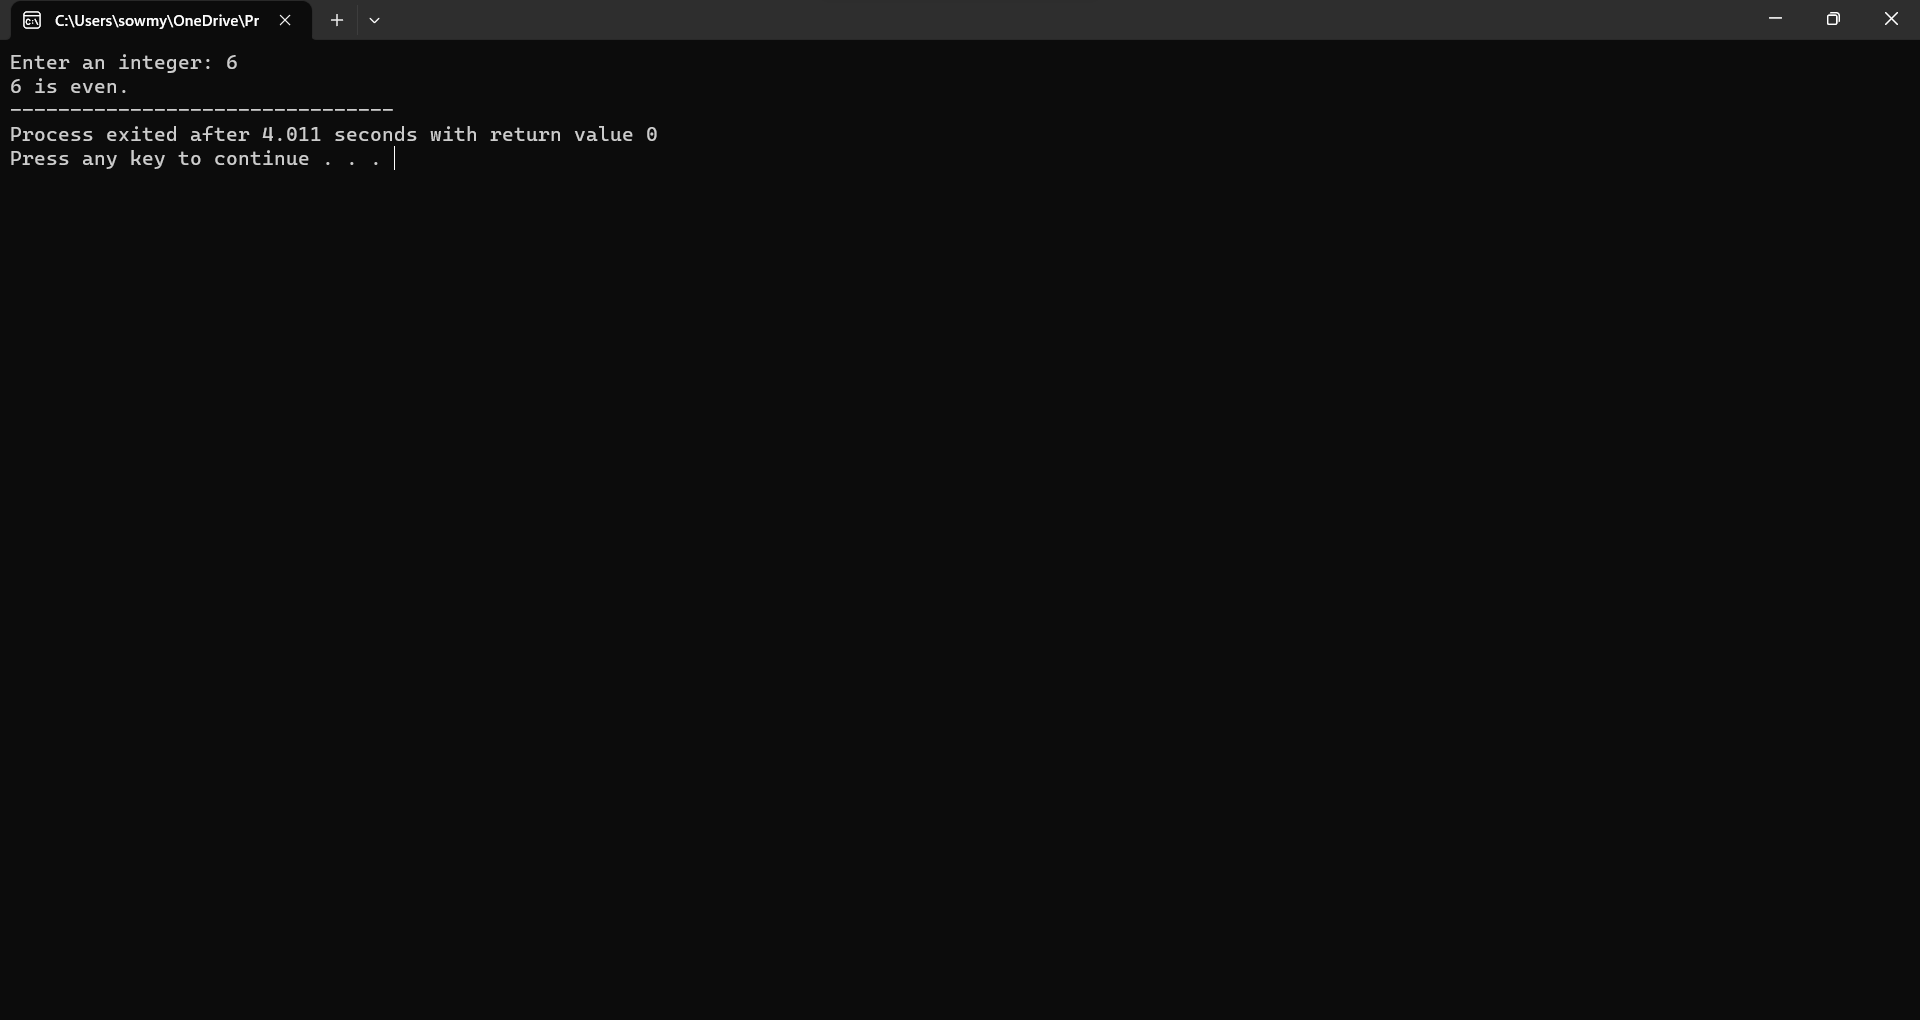 C:\Users\sowmy\OneDrive\Pr
Enter an integer: 6
6 is even.
--------------------------------
Process exited after 4.011 seconds with return value 0
Press any key to continue . . .